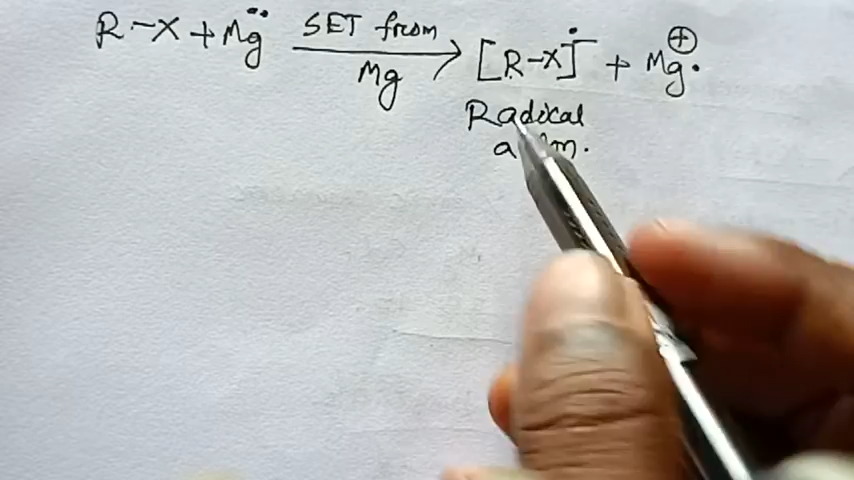 R-X + Mg̈ SET from Mg → [R-X]•⁻ + Mg•⊕
Radical